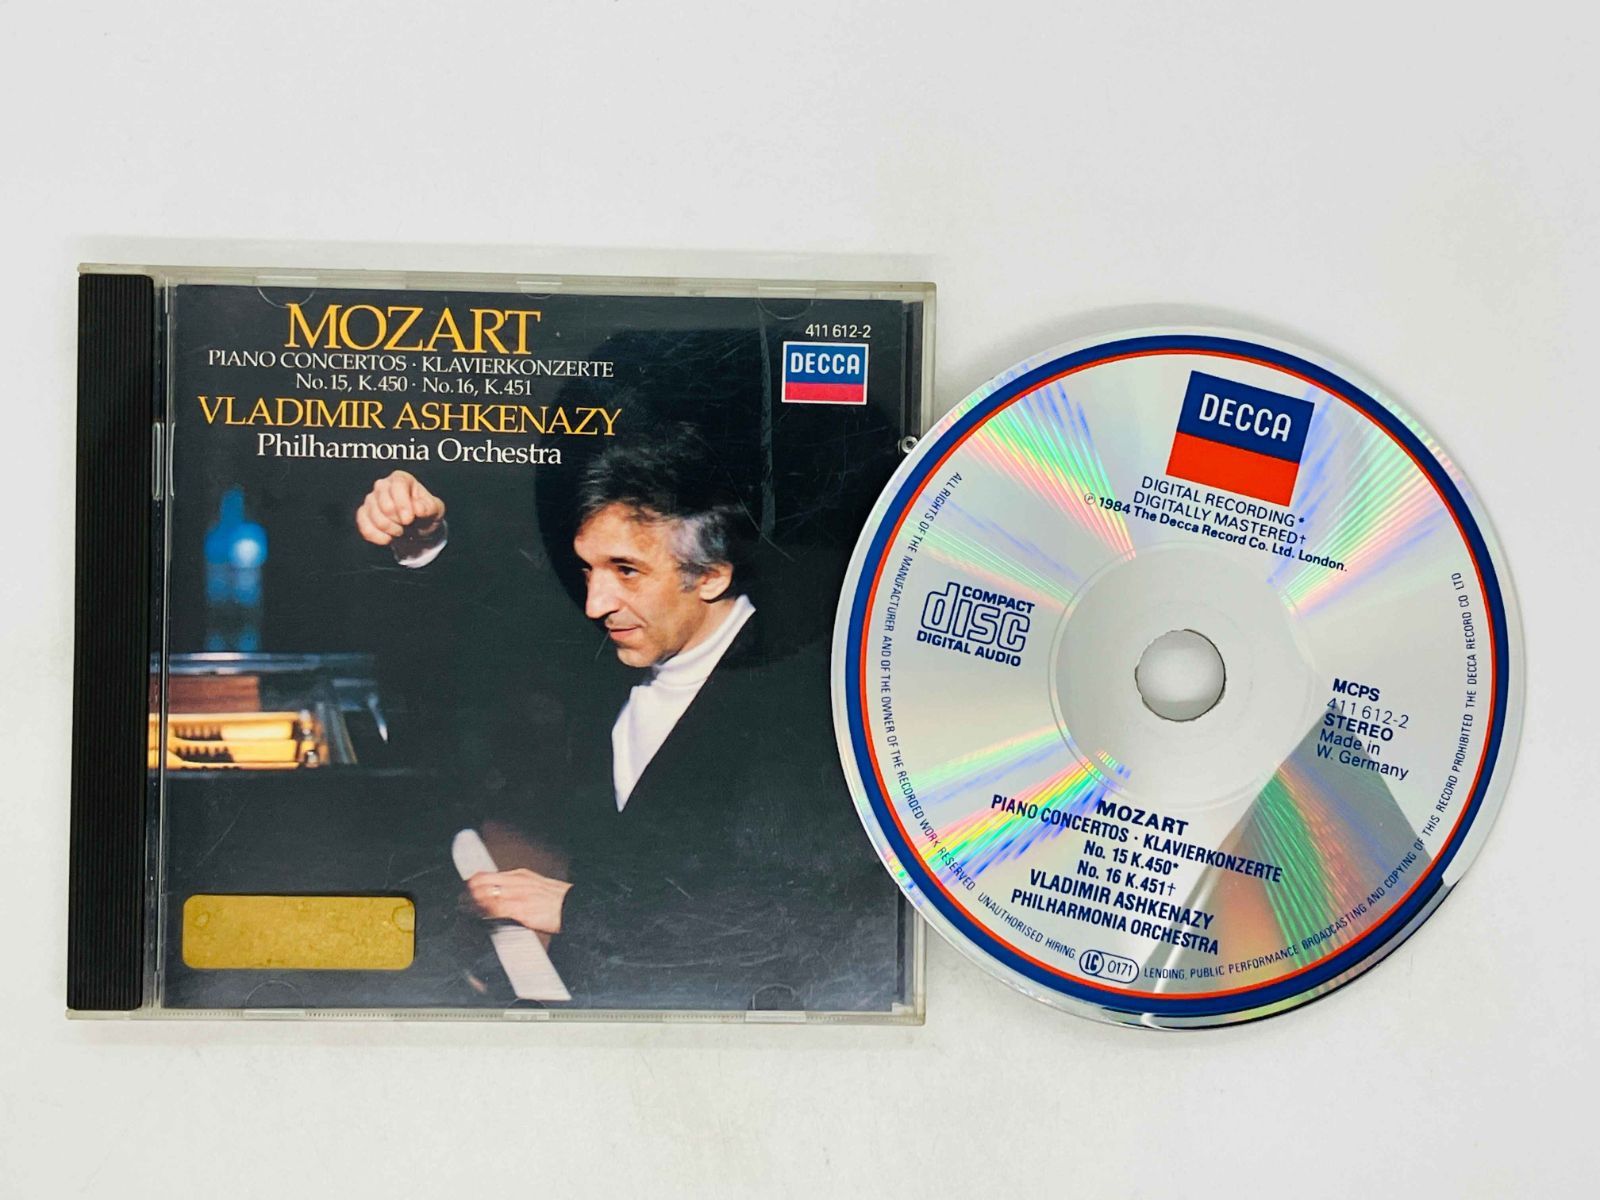 MOZART
PIANO CONCERTOS · KLAVIERKONZERTE
No. 15, K.450 · No. 16, K.451
VLADIMIR ASHKENAZY
Philharmonia Orchestra
411 612-2
DECCA
DECCA
DIGITAL RECORDING*
DIGITALLY MASTERED†
℗ 1984 The Decca Record Co. Ltd. London.
COMPACT
disc
DIGITAL AUDIO
MCPS
411 612-2
STEREO
Made in
W. Germany
MOZART
PIANO CONCERTOS · KLAVIERKONZERTE
No. 15 K.450*
No. 16 K.451†
VLADIMIR ASHKENAZY
PHILHARMONIA ORCHESTRA
ALL RIGHTS OF THE MANUFACTURER AND OF THE OWNER OF THE RECORDED WORK RESERVED. UNAUTHORISED HIRING, LC 0171 LENDING, PUBLIC PERFORMANCE BROADCASTING AND COPYING OF THIS RECORD PROHIBITED THE DECCA RECORD CO LTD